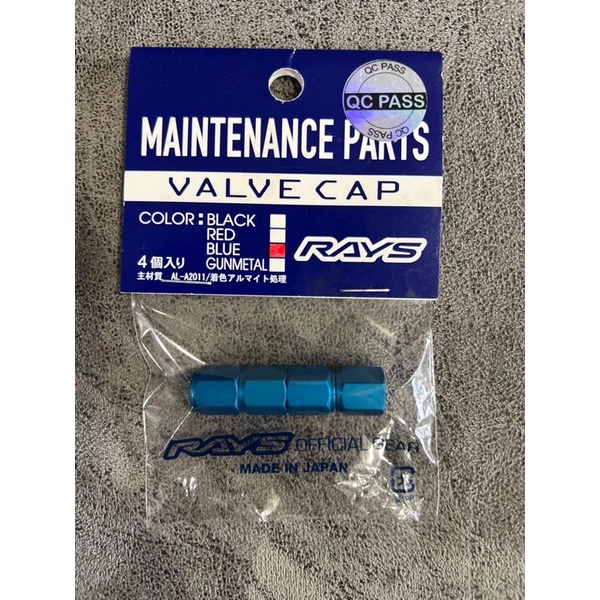 QC PASS
QC PASS
QC PASS
MAINTENANCE PARTS
VALVE CAP
COLOR: BLACK
RED
BLUE
GUNMETAL
RAYS
4個入り
主材質 AL-A2011/着色アルマイト処理
RAYS OFFICIAL GEAR
MADE IN JAPAN